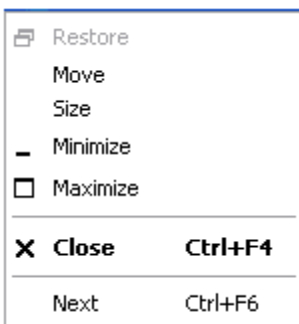 Restore
Move
Size
Minimize
Maximize
Close Ctrl+F4
Next Ctrl+F6